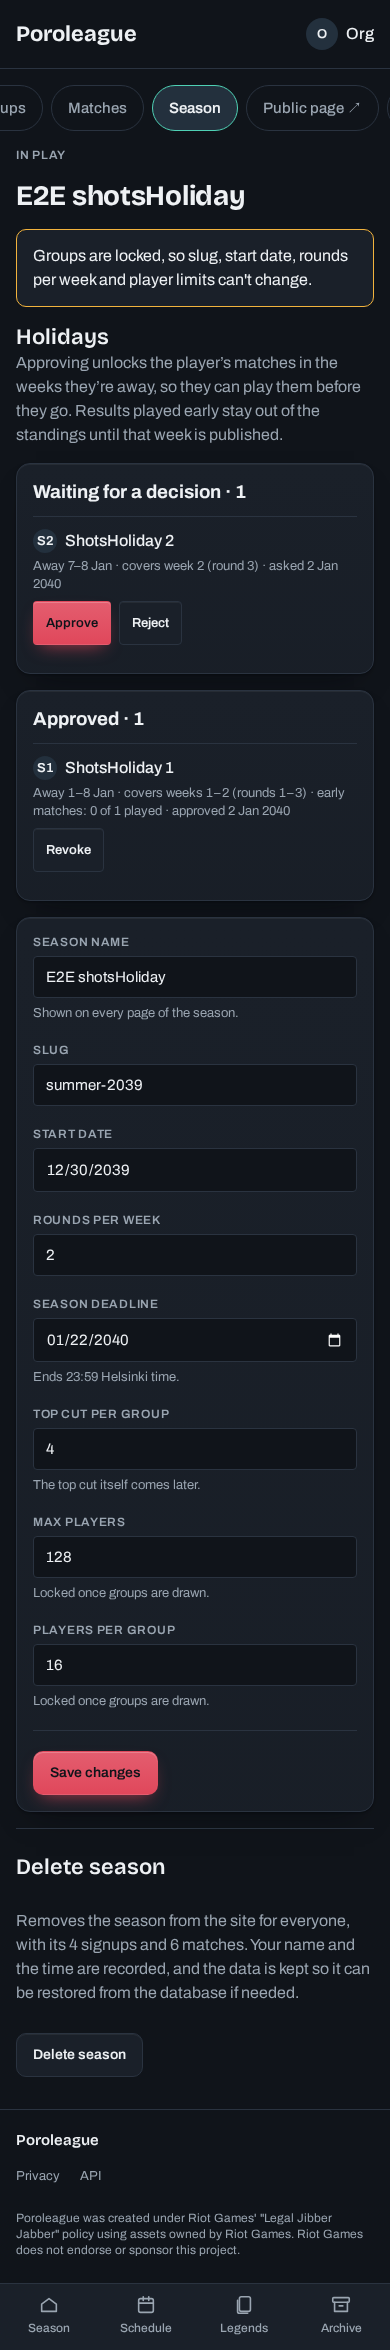 Poroleague
O Org
ups Matches Season Public page ↗
IN PLAY
E2E shotsHoliday
Groups are locked, so slug, start date, rounds
per week and player limits can't change.
Holidays
Approving unlocks the player’s matches in the
weeks they’re away, so they can play them before
they go. Results played early stay out of the
standings until that week is published.
Waiting for a decision · 1
S2 ShotsHoliday 2
Away 7–8 Jan · covers week 2 (round 3) · asked 2 Jan
2040
Approve Reject
Approved · 1
S1 ShotsHoliday 1
Away 1–8 Jan · covers weeks 1–2 (rounds 1–3) · early
matches: 0 of 1 played · approved 2 Jan 2040
Revoke
SEASON NAME
E2E shotsHoliday
Shown on every page of the season.
SLUG
summer-2039
START DATE
12/30/2039
ROUNDS PER WEEK
2
SEASON DEADLINE
01/22/2040
Ends 23:59 Helsinki time.
TOP CUT PER GROUP
4
The top cut itself comes later.
MAX PLAYERS
128
Locked once groups are drawn.
PLAYERS PER GROUP
16
Locked once groups are drawn.
Save changes
Delete season
Removes the season from the site for everyone,
with its 4 signups and 6 matches. Your name and
the time are recorded, and the data is kept so it can
be restored from the database if needed.
Delete season
Poroleague
Privacy API
Poroleague was created under Riot Games' "Legal Jibber
Jabber" policy using assets owned by Riot Games. Riot Games
does not endorse or sponsor this project.
Season Schedule Legends Archive